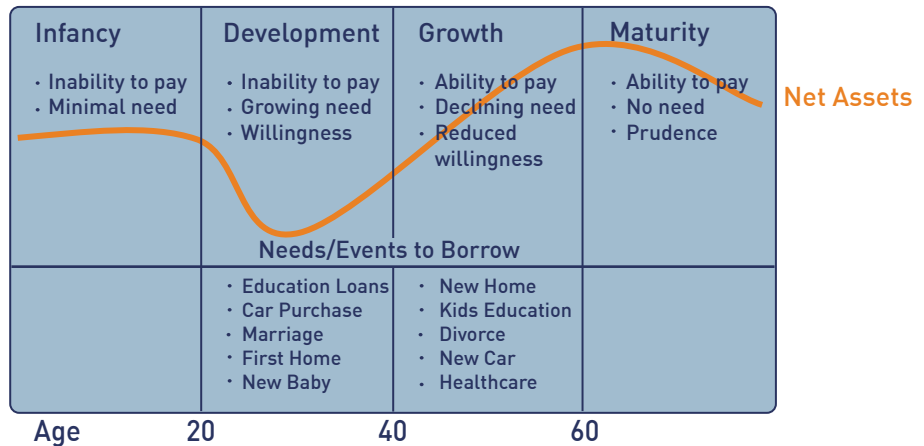 Infancy
· Inability to pay
· Minimal need
Development
· Inability to pay
· Growing need
· Willingness
Growth
· Ability to pay
· Declining need
· Reduced
willingness
Maturity
· Ability to pay
· No need
· Prudence
Net Assets
Needs/Events to Borrow
· Education Loans
· Car Purchase
· Marriage
· First Home
· New Baby
· New Home
· Kids Education
· Divorce
· New Car
· Healthcare
Age 20 40 60